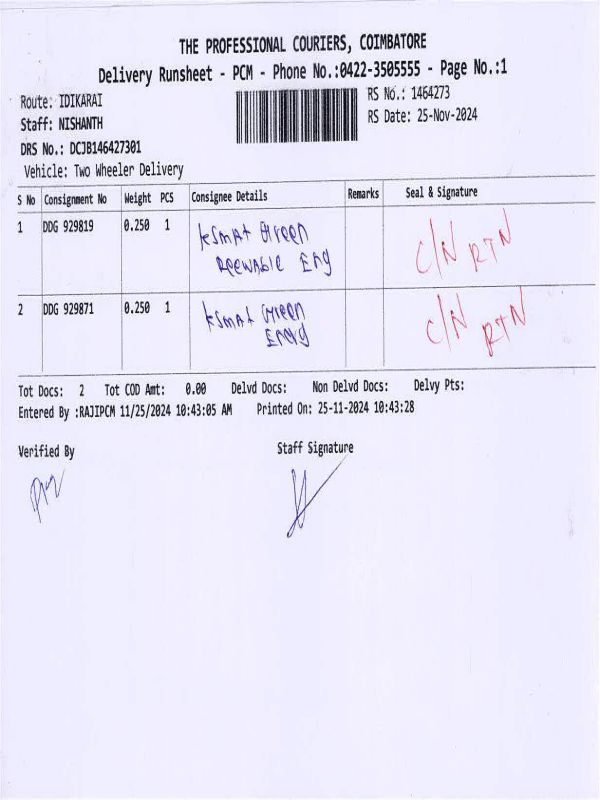 THE PROFESSIONAL COURIERS, COIMBATORE
Delivery Runsheet - PCM - Phone No.:0422-3505555 - Page No.:1
Route: IDIKARAI
RS No.: 1464273
Staff: NISHANTH
RS Date: 25-Nov-2024
DRS No.: DCJB146427301
Vehicle: Two Wheeler Delivery
S No Consignment No Weight PCS Consignee Details Remarks Seal & Signature
1 DDG 929819 0.250 1 Ksmat Green C/N RTN
Reewable Eng
2 DDG 929871 0.250 1 Ksmat Green C/N RTN
Energ
Tot Docs: 2 Tot COD Amt: 0.00 Delvd Docs: Non Delvd Docs: Delvy Pts:
Entered By :RAJIPCM 11/25/2024 10:43:05 AM Printed On: 25-11-2024 10:43:28
Verified By Staff Signature